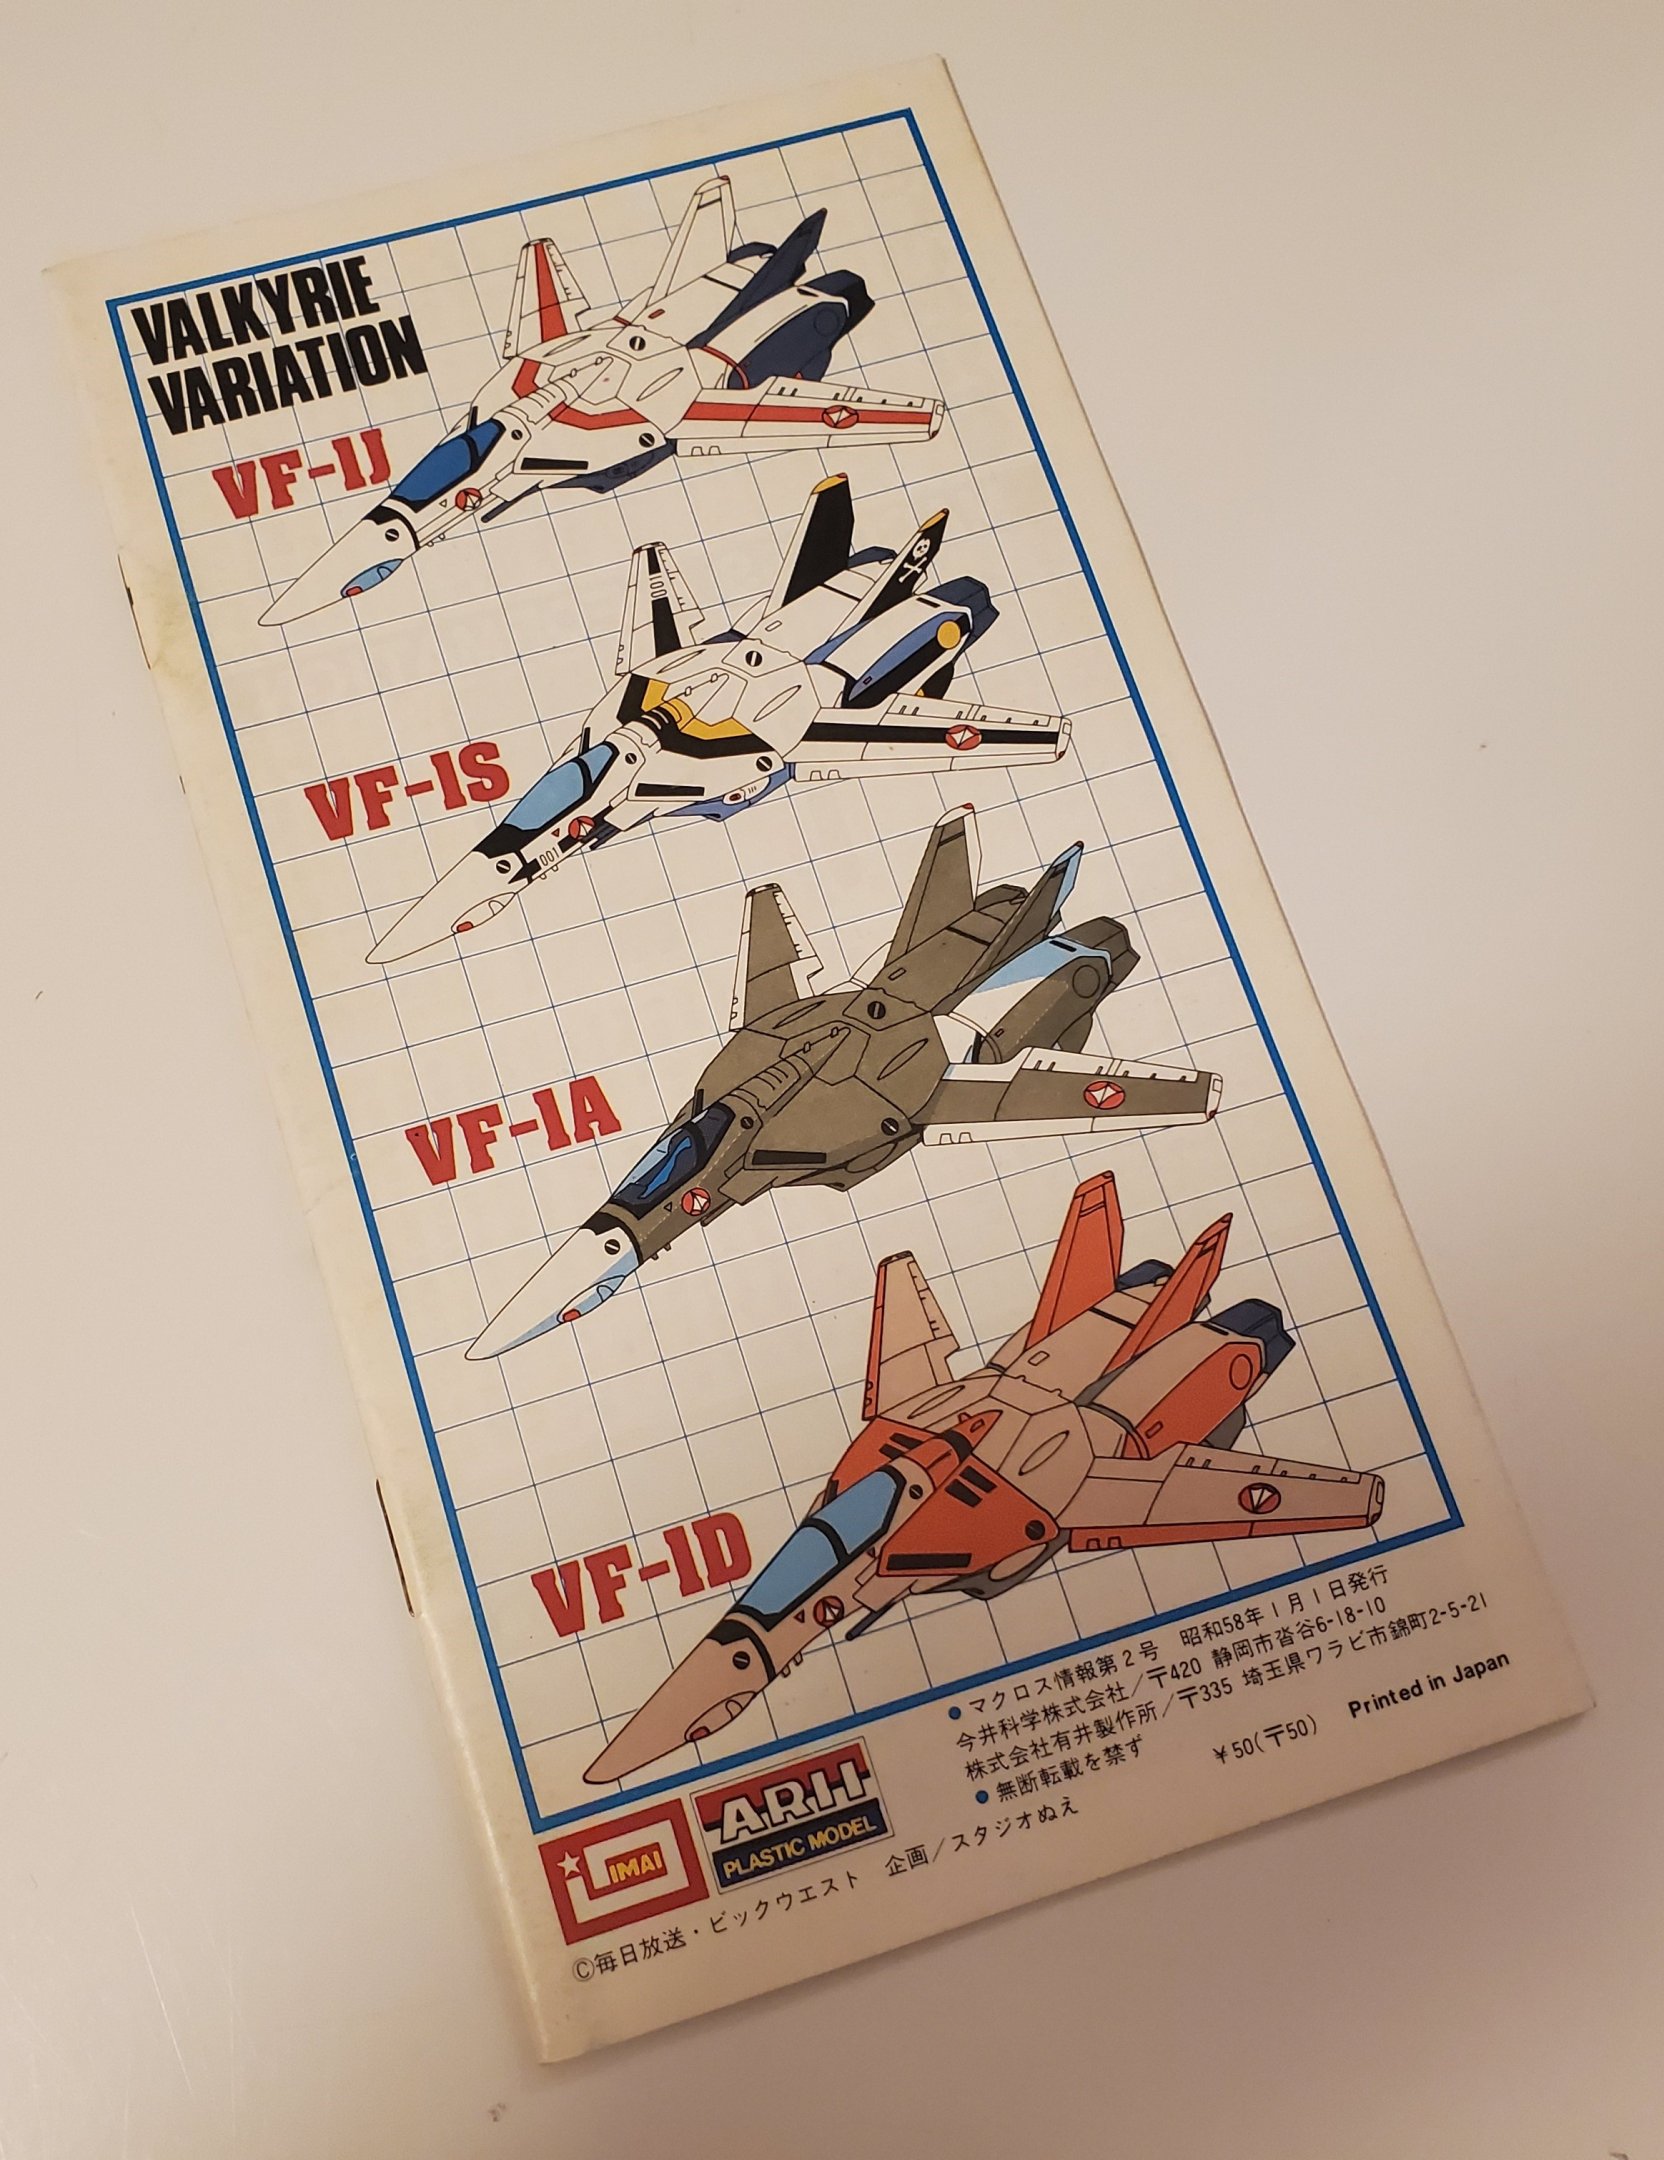 VALKYRIE
VARIATION
VF-1J
001
VF-1S
001
VF-1A
VF-1D
●マクロス情報第2号 昭和58年1月1日発行
今井科学株式会社/〒420 静岡市沓谷6-18-10
株式会社有井製作所/〒335 埼玉県ワラビ市錦町2-5-21
●無断転載を禁ず ¥50(〒50) Printed in Japan
IMAI
ARII
PLASTIC MODEL
©毎日放送・ビックウエスト 企画/スタジオぬえ